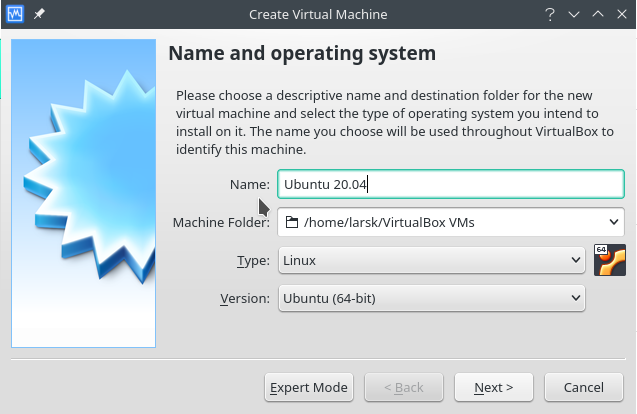 Create Virtual Machine
Name and operating system
Please choose a descriptive name and destination folder for the new
virtual machine and select the type of operating system you intend to
install on it. The name you choose will be used throughout VirtualBox to
identify this machine.
Name: Ubuntu 20.04
Machine Folder: /home/larsk/VirtualBox VMs
Type: Linux
64
Version: Ubuntu (64-bit)
Expert Mode < Back Next > Cancel